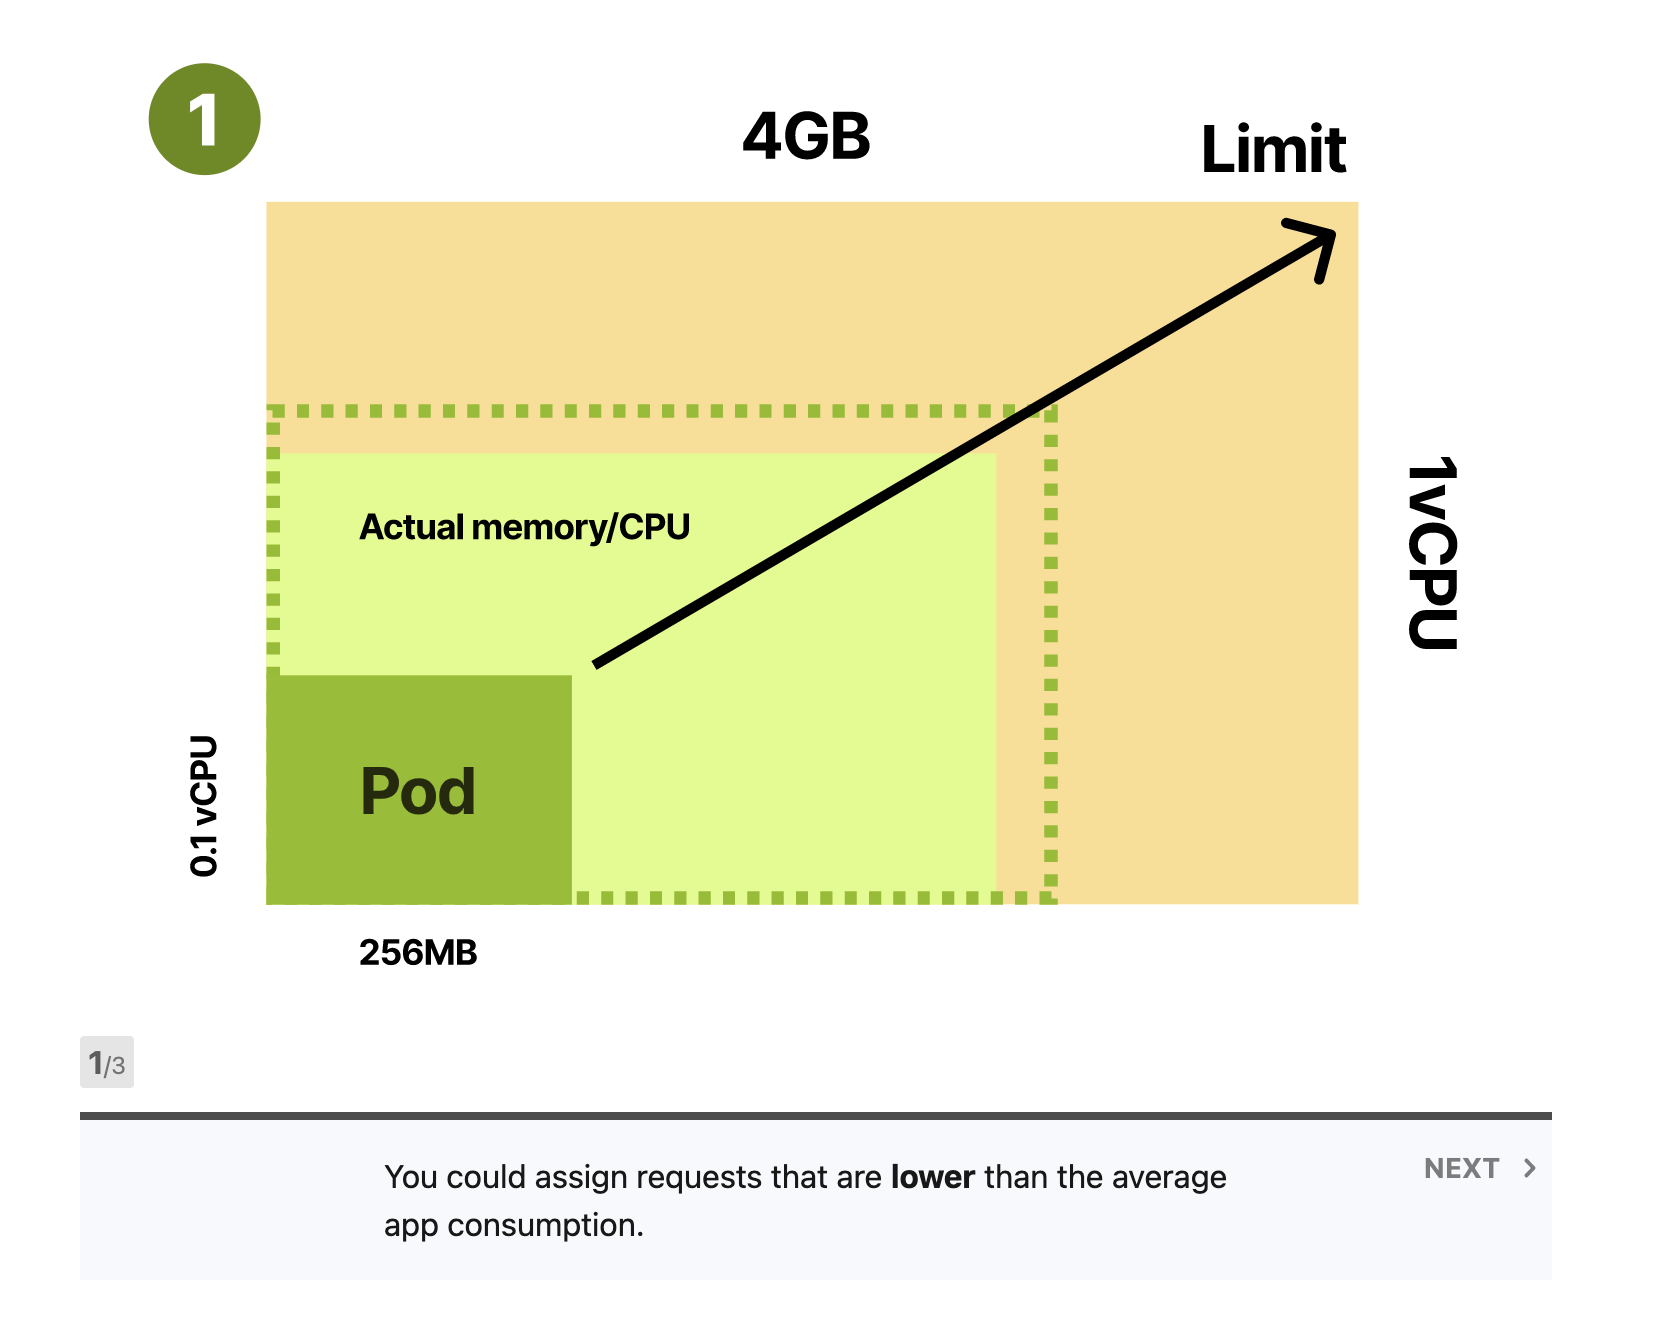 1
4GB
Limit
Actual memory/CPU
1vCPU
Pod
0.1 vCPU
256MB
1/3
You could assign requests that are lower than the average
app consumption.
NEXT